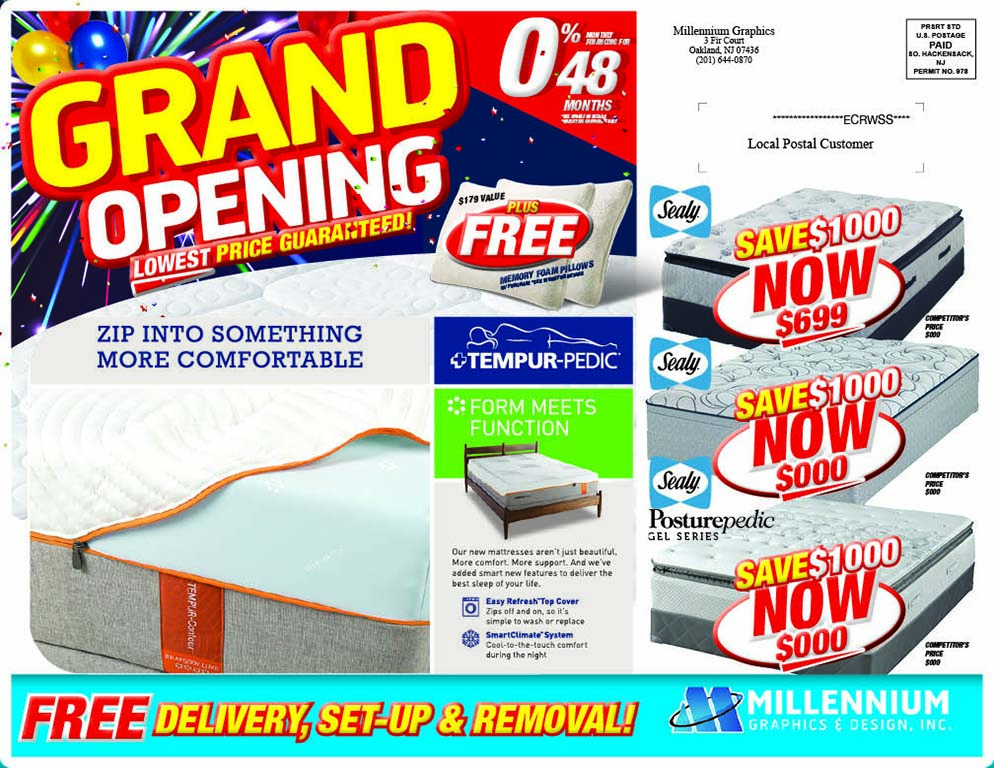 GRAND
OPENING
LOWEST PRICE GUARANTEED!
0% MONTHLY
FINANCING FOR
48
MONTHS
$179 VALUE
PLUS
FREE
MEMORY FOAM PILLOWS
Millennium Graphics
3 Fir Court
Oakland, NJ 07436
(201) 644-0870
PRSRT STD
U.S. POSTAGE
PAID
SO. HACKENSACK,
NJ
PERMIT NO. 978
******************ECRWSS****
Local Postal Customer
ZIP INTO SOMETHING
MORE COMFORTABLE
TEMPUR-PEDIC
FORM MEETS
FUNCTION
Our new mattresses aren't just beautiful.
More comfort. More support. And we've
added smart new features to deliver the
best sleep of your life.
Easy Refresh™Top Cover
Zips off and on, so it's
simple to wash or replace
SmartClimate™System
Cool-to-the-touch comfort
during the night
TEMPUR-Contour
RHAPSODY LUXE
Sealy
SAVE $1000
NOW
$699
COMPETITOR'S
PRICE
$000
Sealy
SAVE $1000
NOW
$000
COMPETITOR'S
PRICE
$000
Sealy
Posturepedic
GEL SERIES
SAVE $1000
NOW
$000
COMPETITOR'S
PRICE
$000
FREE DELIVERY, SET-UP & REMOVAL!
MILLENNIUM
GRAPHICS & DESIGN, INC.